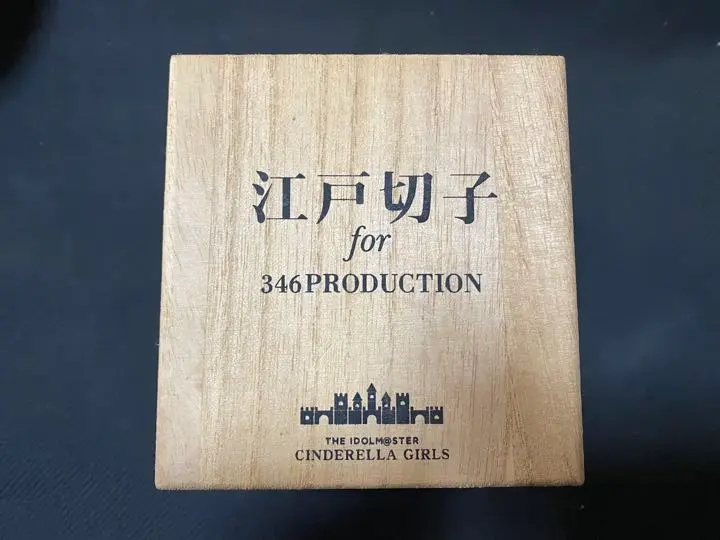 江戸切子
for
346PRODUCTION
THE IDOLM@STER
CINDERELLA GIRLS